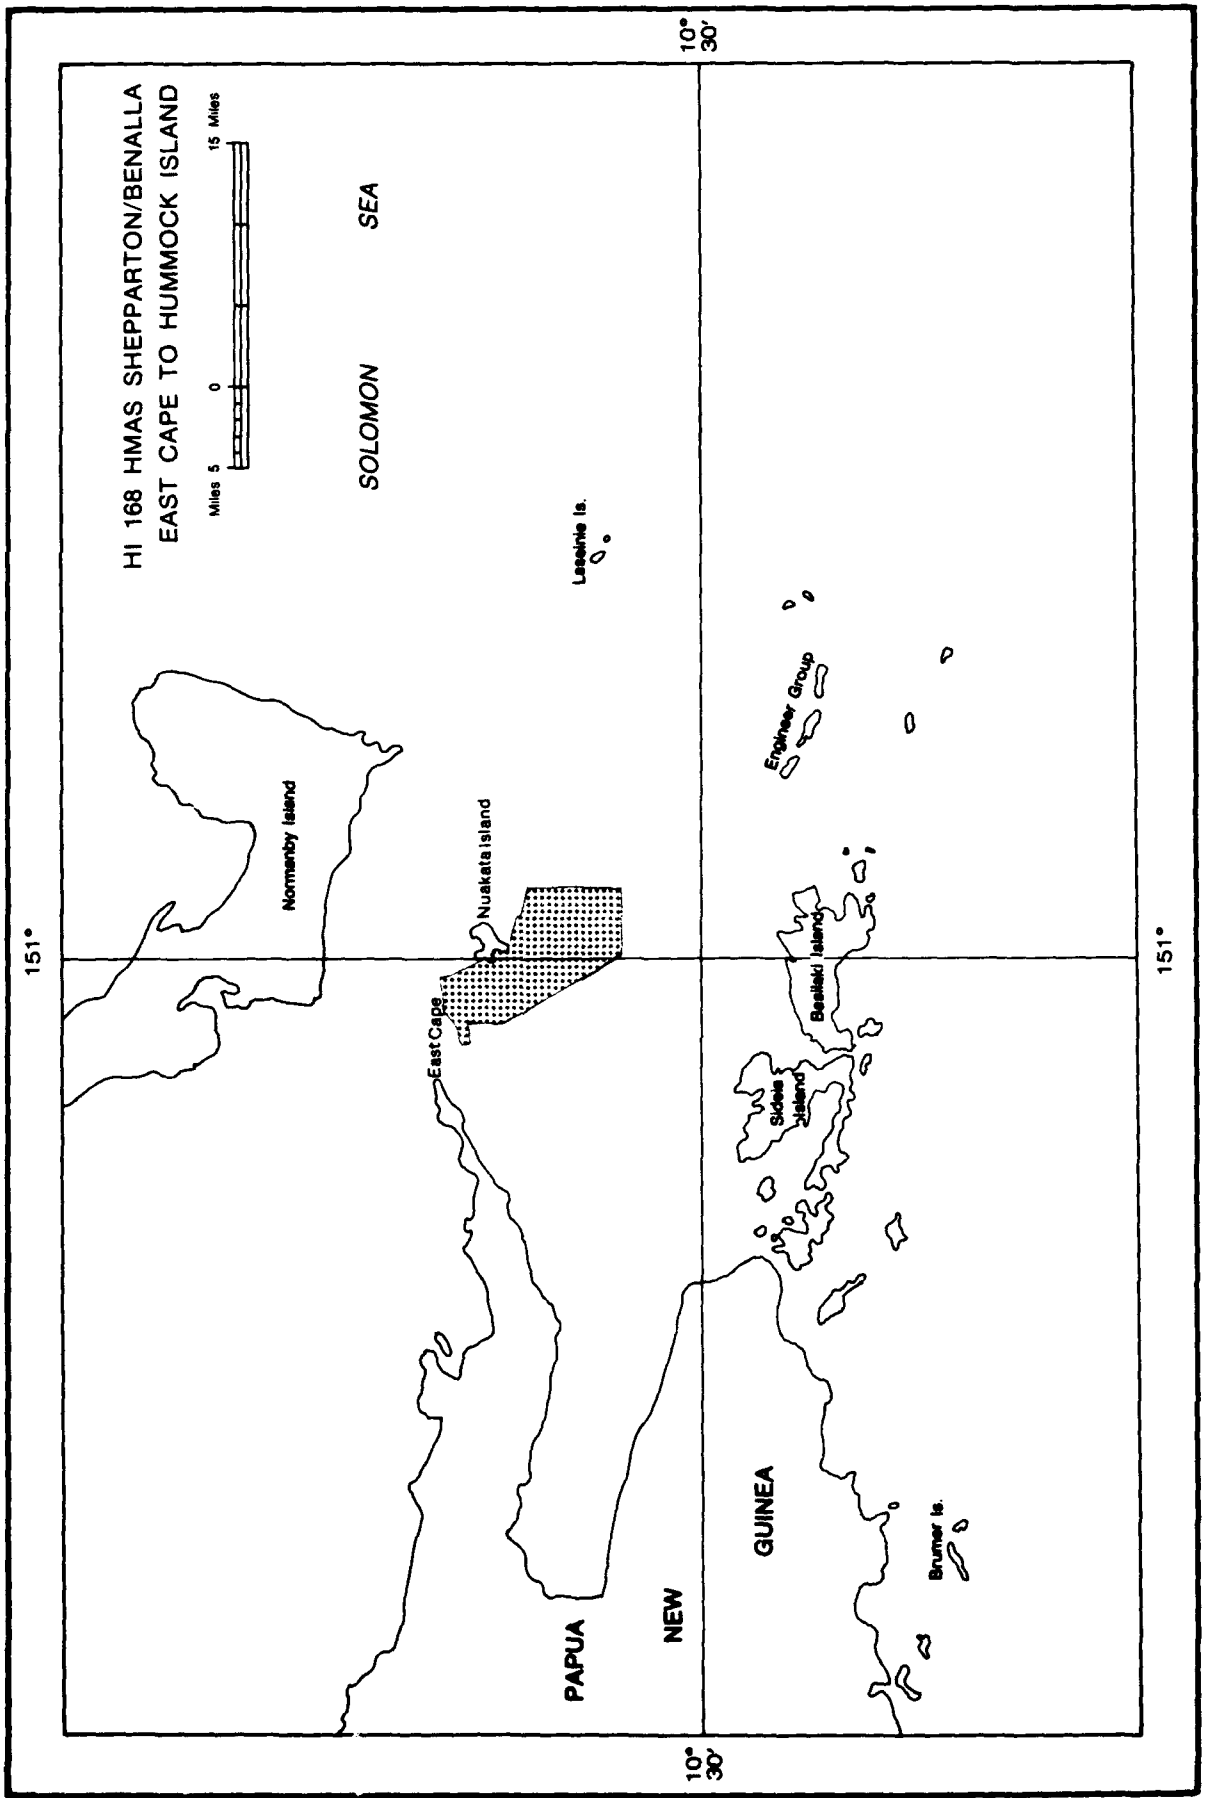 HI 168 HMAS SHEPPARTON/BENALLA
EAST CAPE TO HUMMOCK ISLAND
Miles 5 0 15 Miles
151°
Normanby Island
SOLOMON SEA
East Cape
Nuakata Island
Laseinie Is.
10°
30'
10°
30'
PAPUA
NEW
GUINEA
Engineer Group
Sideia
Island
Basilaki Island
Brumer Is.
151°